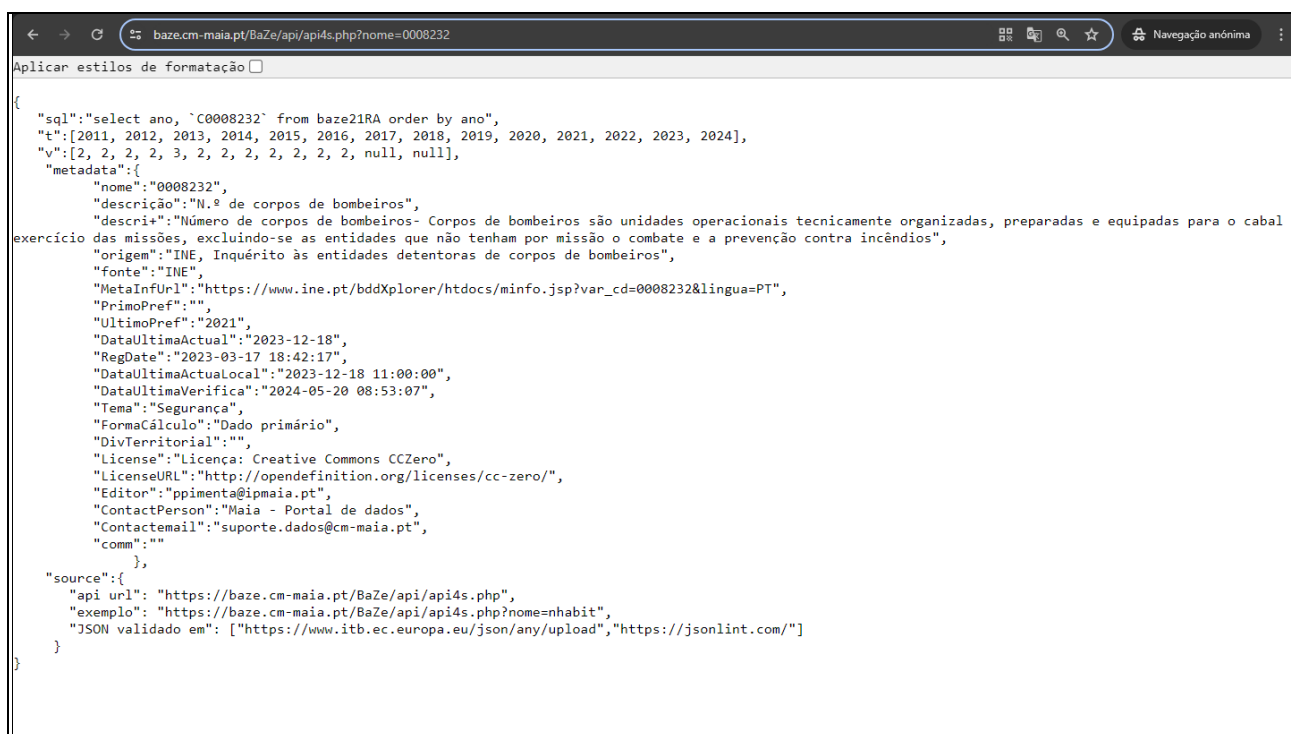 baze.cm-maia.pt/BaZe/api/api4s.php?nome=0008232
Navegação anónima
Aplicar estilos de formatação
{
"sql":"select ano, `C0008232` from baze21RA order by ano",
"t":[2011, 2012, 2013, 2014, 2015, 2016, 2017, 2018, 2019, 2020, 2021, 2022, 2023, 2024],
"v":[2, 2, 2, 2, 3, 2, 2, 2, 2, 2, 2, 2, null, null],
"metadata":{
"nome":"0008232",
"descrição":"N.º de corpos de bombeiros",
"descri+":"Número de corpos de bombeiros- Corpos de bombeiros são unidades operacionais tecnicamente organizadas, preparadas e equipadas para o cabal
exercício das missões, excluindo-se as entidades que não tenham por missão o combate e a prevenção contra incêndios",
"origem":"INE, Inquérito às entidades detentoras de corpos de bombeiros",
"fonte":"INE",
"MetaInfUrl":"https://www.ine.pt/bddXplorer/htdocs/minfo.jsp?var_cd=0008232&lingua=PT",
"PrimoPref":"",
"UltimoPref":"2021",
"DataUltimaActual":"2023-12-18",
"RegDate":"2023-03-17 18:42:17",
"DataUltimaActuaLocal":"2023-12-18 11:00:00",
"DataUltimaVerifica":"2024-05-20 08:53:07",
"Tema":"Segurança",
"FormaCálculo":"Dado primário",
"DivTerritorial":"",
"License":"Licença: Creative Commons CCZero",
"LicenseURL":"http://opendefinition.org/licenses/cc-zero/",
"Editor":"ppimenta@ipmaia.pt",
"ContactPerson":"Maia - Portal de dados",
"Contactemail":"suporte.dados@cm-maia.pt",
"comm":""
},
"source":{
"api url": "https://baze.cm-maia.pt/BaZe/api/api4s.php",
"exemplo": "https://baze.cm-maia.pt/BaZe/api/api4s.php?nome=nhabit",
"JSON validado em": ["https://www.itb.ec.europa.eu/json/any/upload","https://jsonlint.com/"]
}
}